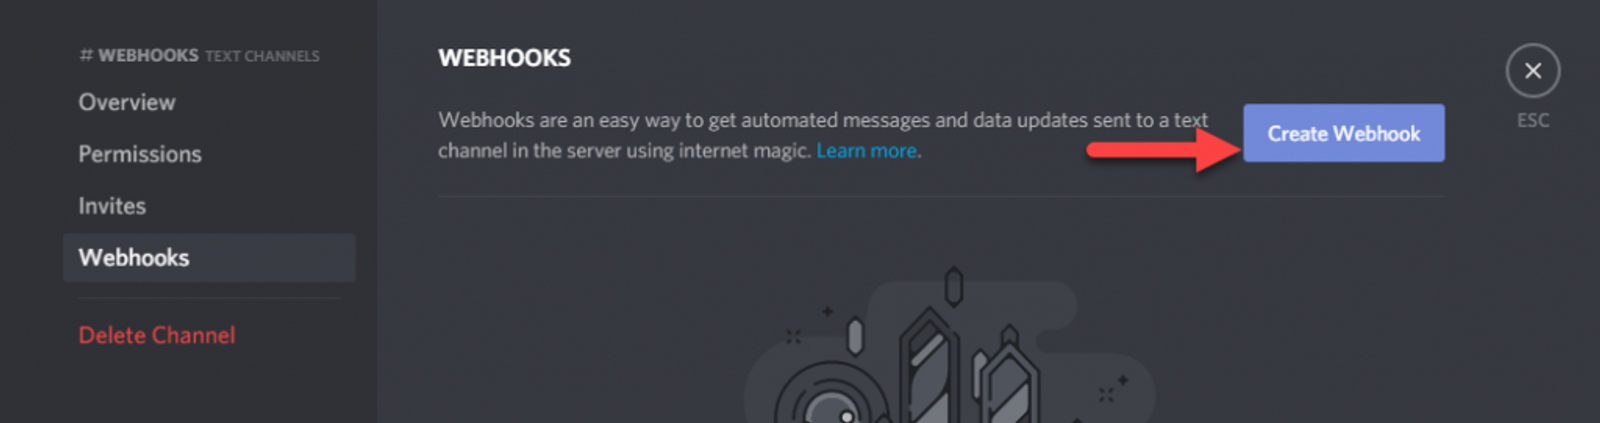 # WEBHOOKS TEXT CHANNELS
Overview
Permissions
Invites
Webhooks
Delete Channel
WEBHOOKS
Webhooks are an easy way to get automated messages and data updates sent to a text
channel in the server using internet magic. Learn more.
Create Webhook
ESC